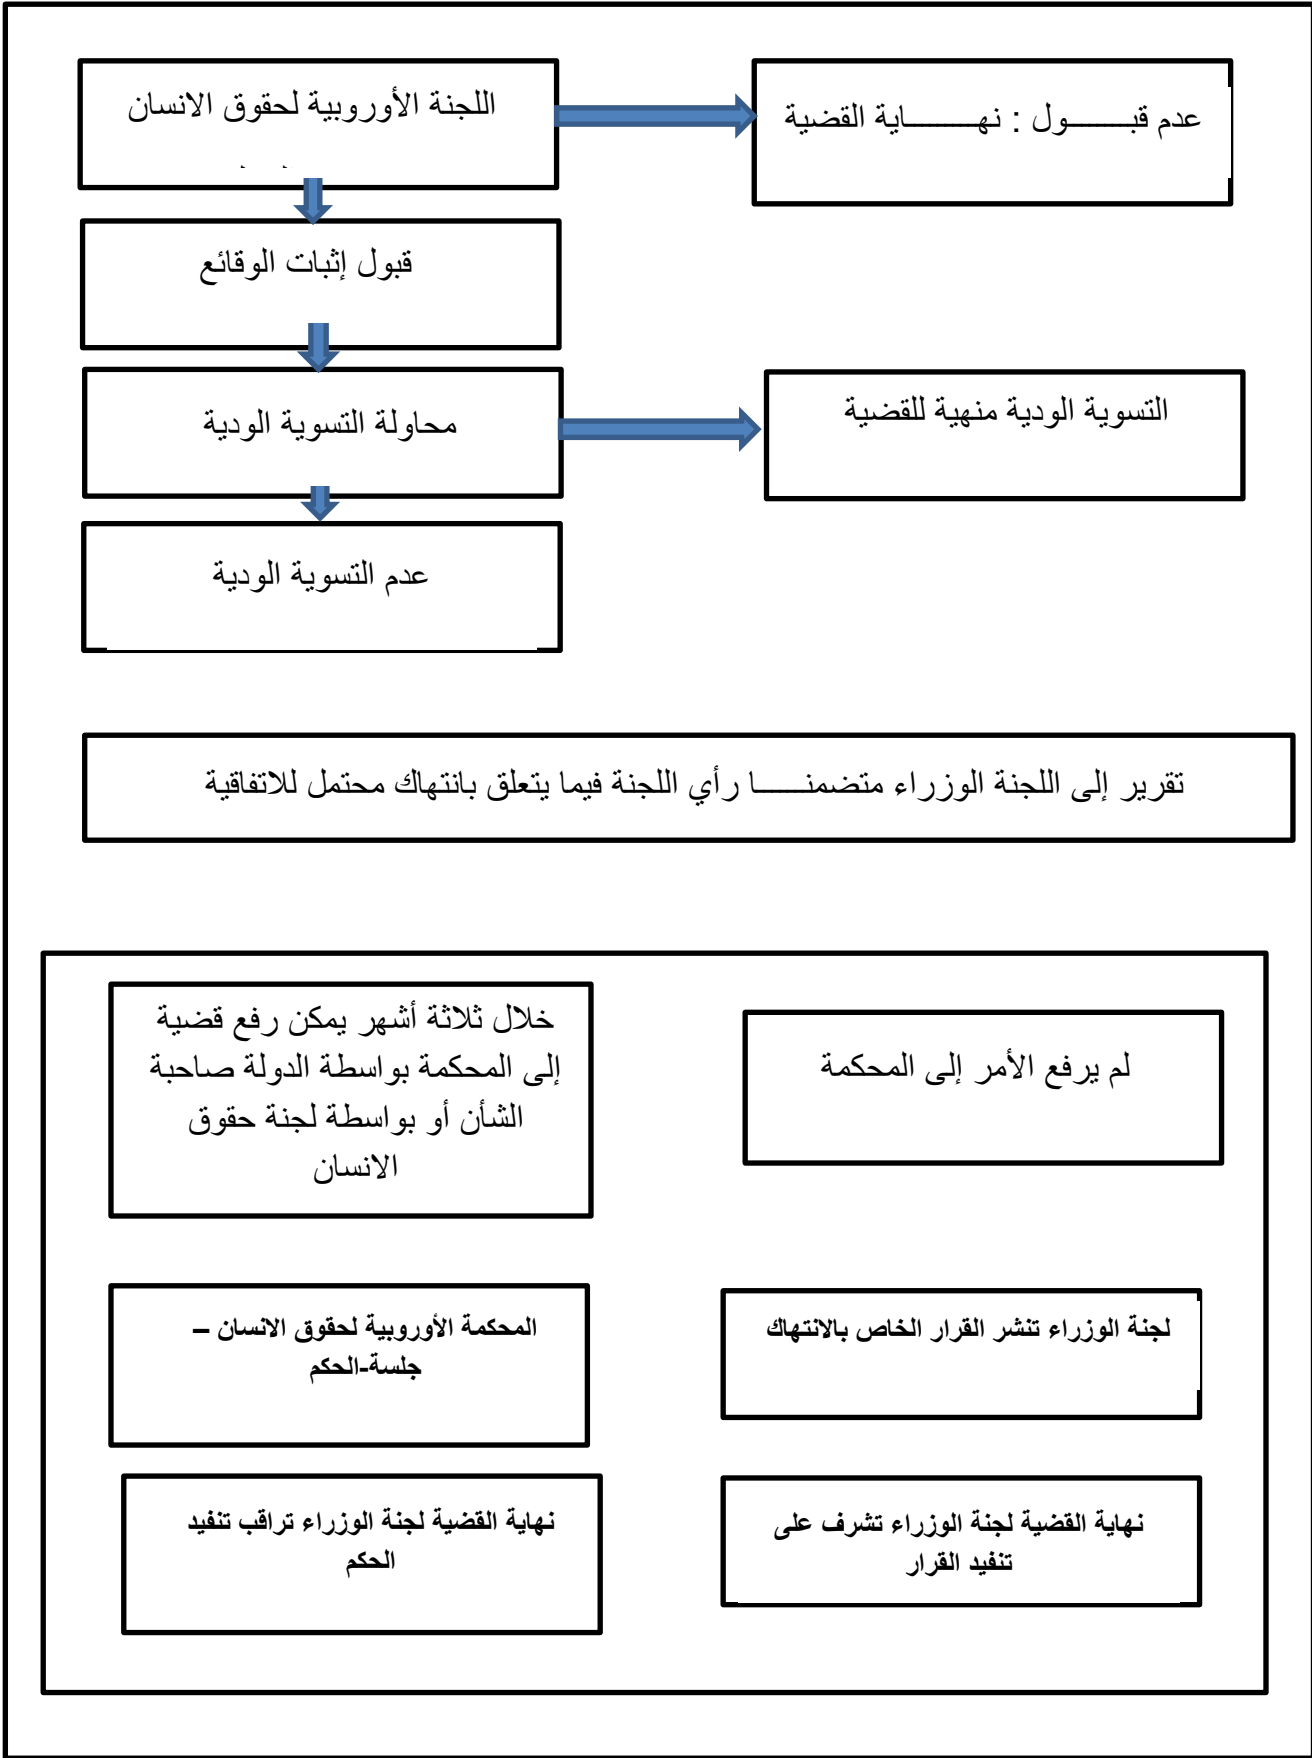 اللجنة الأوروبية لحقوق الانسان
عدم قبـــــــول : نهـــــــــاية القضية
قبول إثبات الوقائع
محاولة التسوية الودية
التسوية الودية منهية للقضية
عدم التسوية الودية
تقرير إلى اللجنة الوزراء متضمنــــــا رأي اللجنة فيما يتعلق بانتهاك محتمل للاتفاقية
خلال ثلاثة أشهر يمكن رفع قضية
إلى المحكمة بواسطة الدولة صاحبة
الشأن أو بواسطة لجنة حقوق
الانسان
لم يرفع الأمر إلى المحكمة
المحكمة الأوروبية لحقوق الانسان –
جلسة-الحكم
لجنة الوزراء تنشر القرار الخاص بالانتهاك
نهاية القضية لجنة الوزراء تراقب تنفيد
الحكم
نهاية القضية لجنة الوزراء تشرف على
تنفيد القرار